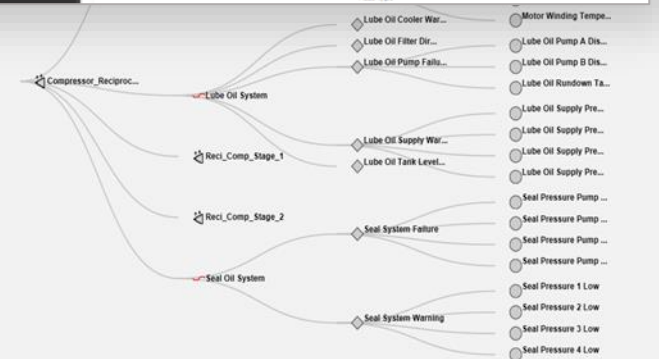 Lube Oil Cooler War...
Motor Winding Tempe...
Lube Oil Filter Dir...
Lube Oil Pump A Dis...
Lube Oil Pump Failu...
Lube Oil Pump B Dis...
Compressor_Reciproc...
Lube Oil Rundown Ta...
Lube Oil System
Lube Oil Supply Pre...
Lube Oil Supply Pre...
Lube Oil Supply War...
Lube Oil Supply Pre...
Reci_Comp_Stage_1
Lube Oil Tank Level...
Lube Oil Supply Pre...
Seal Pressure Pump ...
Reci_Comp_Stage_2
Seal Pressure Pump ...
Seal System Failure
Seal Pressure Pump ...
Seal Pressure Pump ...
Seal Oil System
Seal Pressure 1 Low
Seal Pressure 2 Low
Seal System Warning
Seal Pressure 3 Low
Seal Pressure 4 Low